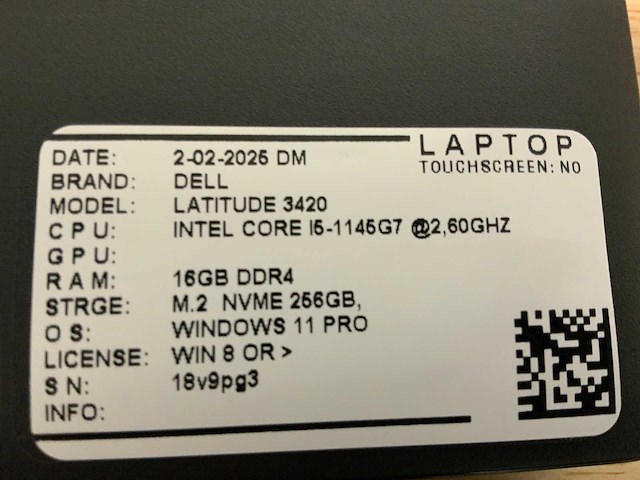 LAPTOP
TOUCHSCREEN: NO
DATE: 2-02-2025 DM
BRAND: DELL
MODEL: LATITUDE 3420
CPU: INTEL CORE I5-1145G7 @2,60GHZ
GPU:
RAM: 16GB DDR4
STRGE: M.2 NVME 256GB,
OS: WINDOWS 11 PRO
LICENSE: WIN 8 OR >
SN: 18v9pg3
INFO: